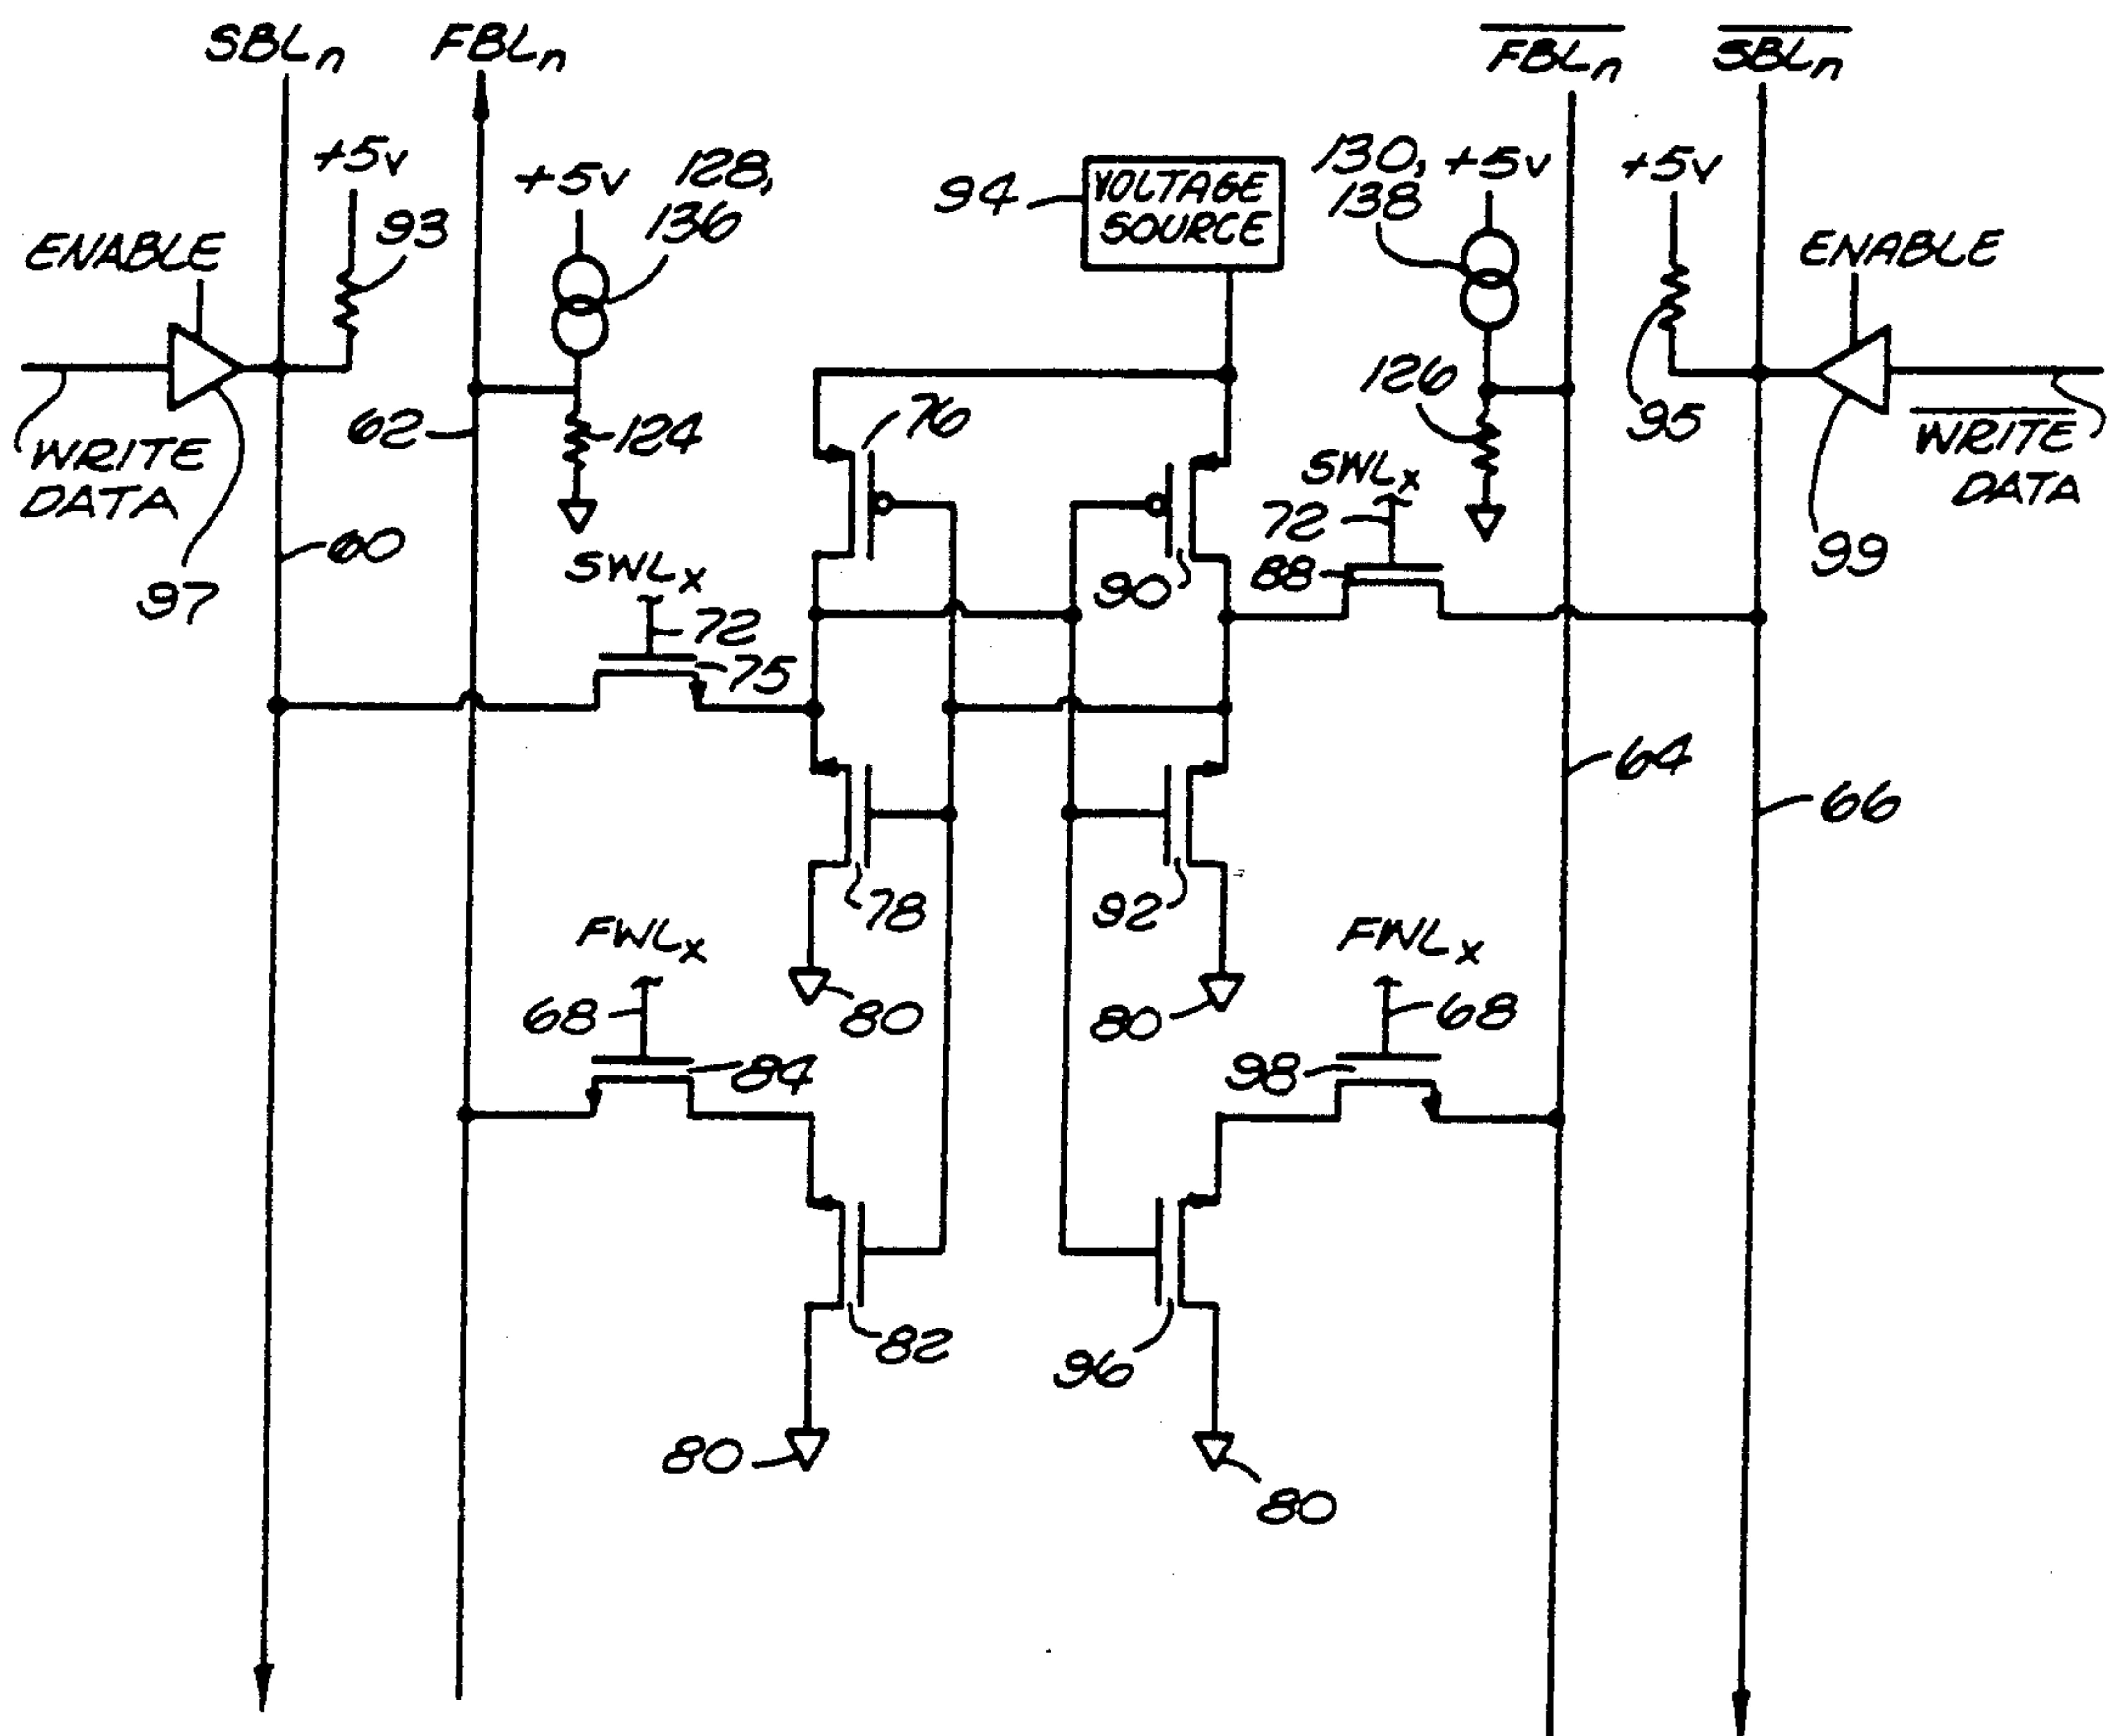 SBLn FBLn
FBLn SBLn
+5v
+5v
128,
136
93
ENABLE
94
VOLTAGE
SOURCE
130,
138
+5v
+5v
ENABLE
WRITE
DATA
97
62
124
60
76
126
95
WRITE
DATA
99
SWLx
72
75
90
SWLx
72
88
64
66
78
92
80
80
FWLx
68
84
FWLx
68
98
82
96
80
80